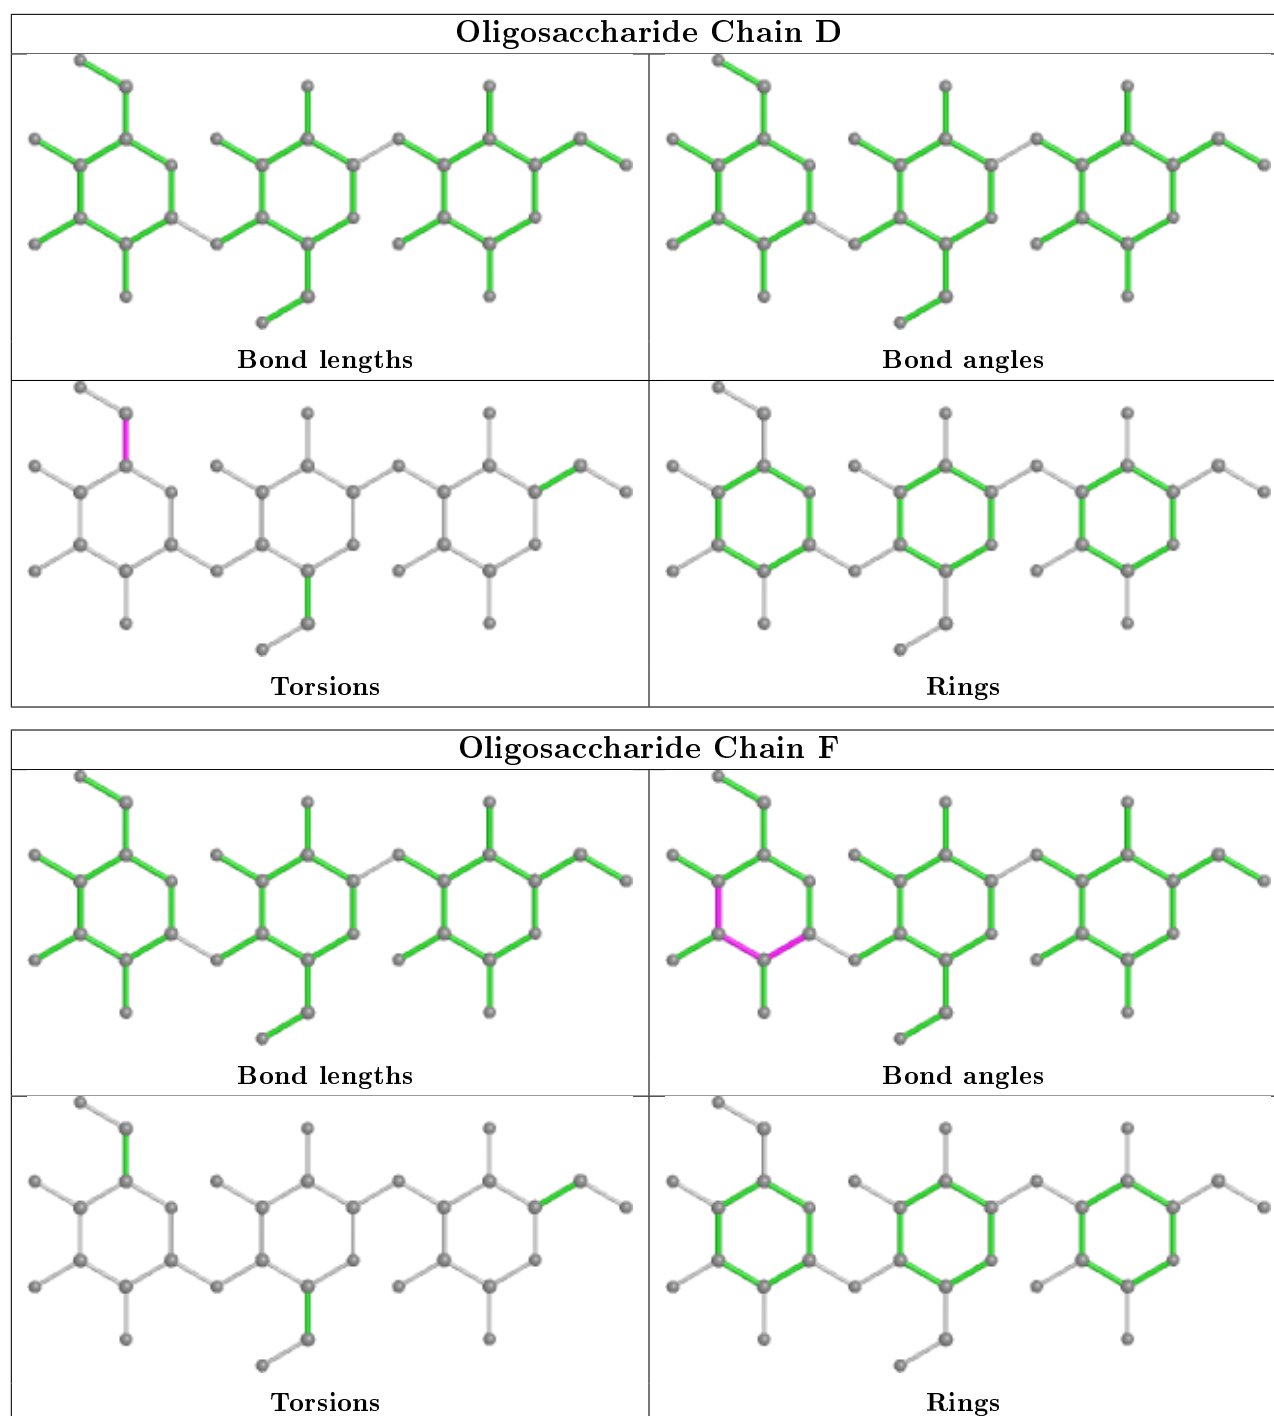 Oligosaccharide Chain D
Bond lengths
Bond angles
Torsions
Rings
Oligosaccharide Chain F
Bond lengths
Bond angles
Torsions
Rings